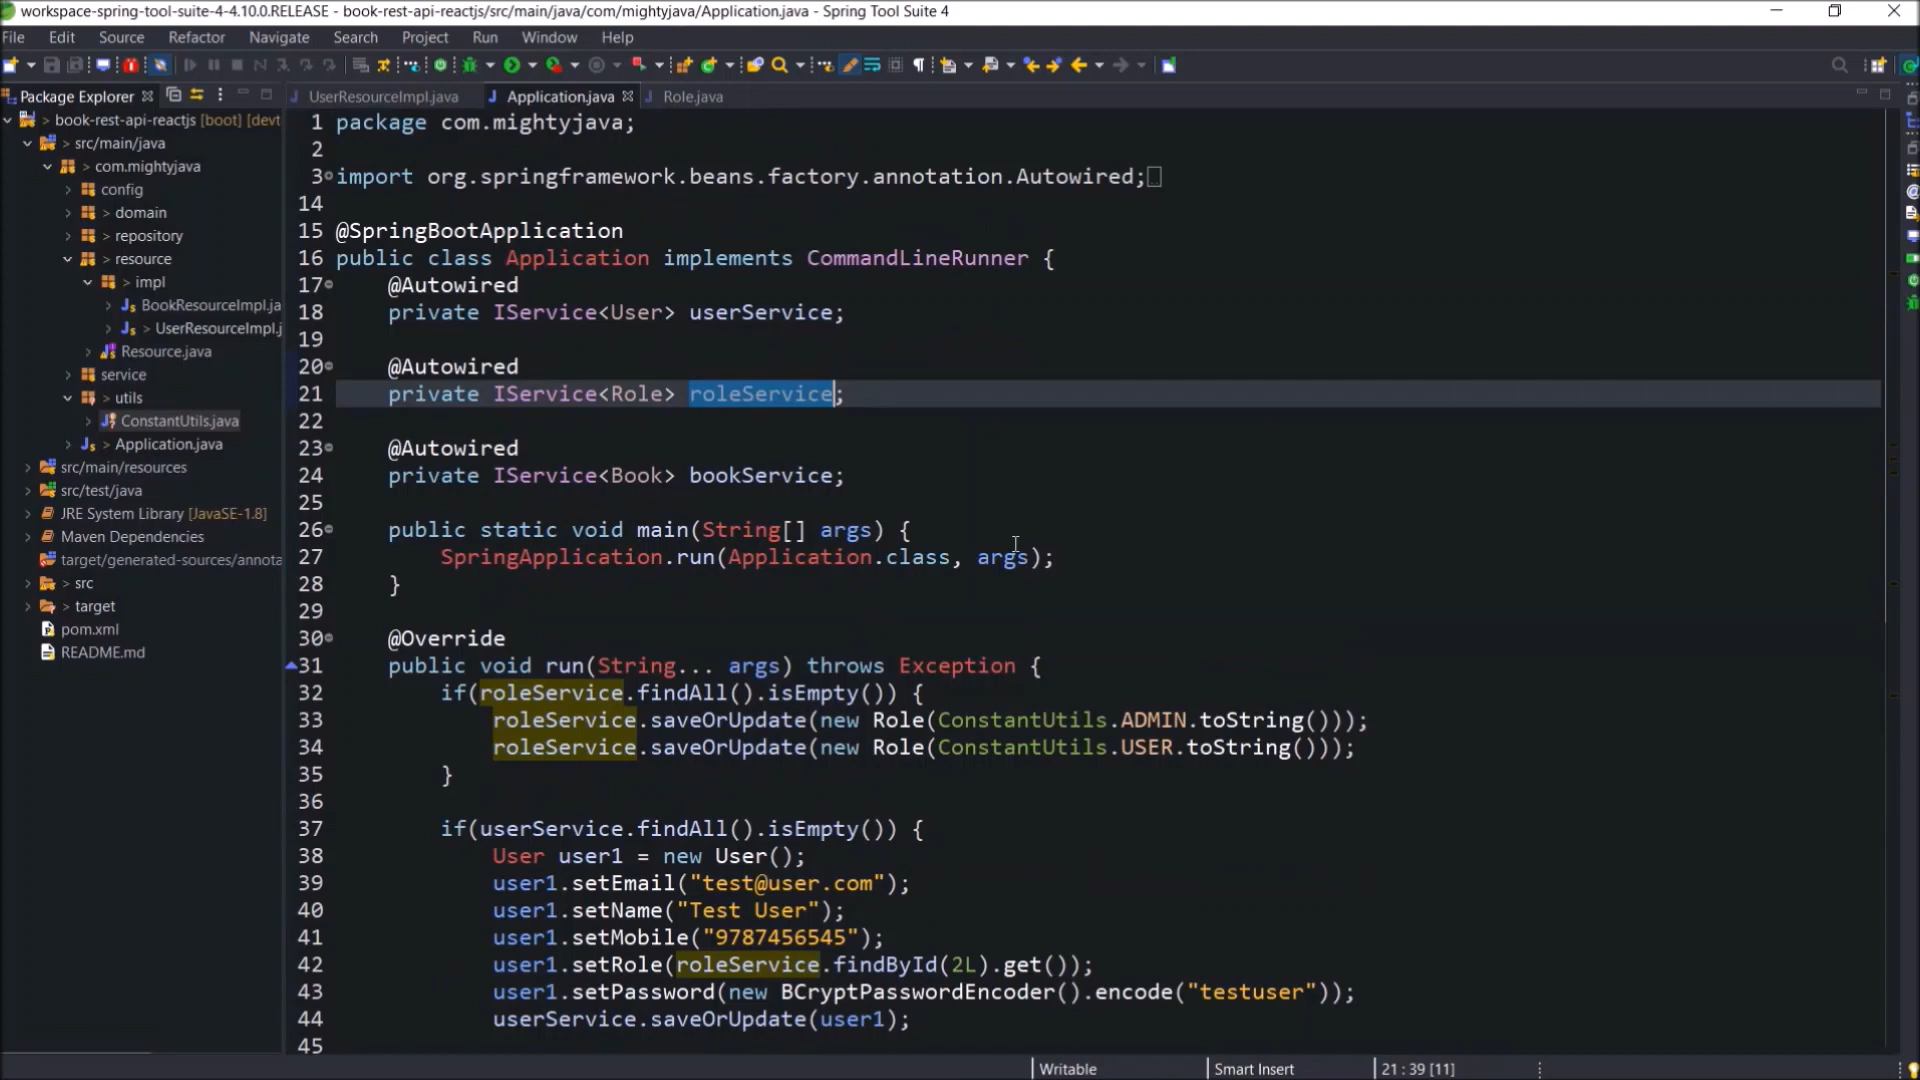 workspace-spring-tool-suite-4-4.10.0.RELEASE - book-rest-api-reactjs/src/main/java/com/mightyjava/Application.java - Spring Tool Suite 4
File Edit Source Refactor Navigate Search Project Run Window Help
Package Explorer
> book-rest-api-reactjs [boot] [devt
> src/main/java
> com.mightyjava
config
> domain
> repository
> resource
> impl
BookResourceImpl.ja
> UserResourceImpl.j
Resource.java
service
> utils
> ConstantUtils.java
> Application.java
src/main/resources
src/test/java
JRE System Library [JavaSE-1.8]
Maven Dependencies
target/generated-sources/annota
> src
> target
pom.xml
README.md
UserResourceImpl.java Application.java Role.java
1 package com.mightyjava;
2
3 import org.springframework.beans.factory.annotation.Autowired;
14
15 @SpringBootApplication
16 public class Application implements CommandLineRunner {
17 @Autowired
18 private IService<User> userService;
19
20 @Autowired
21 private IService<Role> roleService;
22
23 @Autowired
24 private IService<Book> bookService;
25
26 public static void main(String[] args) {
27 SpringApplication.run(Application.class, args);
28 }
29
30 @Override
31 public void run(String... args) throws Exception {
32 if(roleService.findAll().isEmpty()) {
33 roleService.saveOrUpdate(new Role(ConstantUtils.ADMIN.toString()));
34 roleService.saveOrUpdate(new Role(ConstantUtils.USER.toString()));
35 }
36
37 if(userService.findAll().isEmpty()) {
38 User user1 = new User();
39 user1.setEmail("test@user.com");
40 user1.setName("Test User");
41 user1.setMobile("9787456545");
42 user1.setRole(roleService.findById(2L).get());
43 user1.setPassword(new BCryptPasswordEncoder().encode("testuser"));
44 userService.saveOrUpdate(user1);
45
Writable Smart Insert 21 : 39 [11]